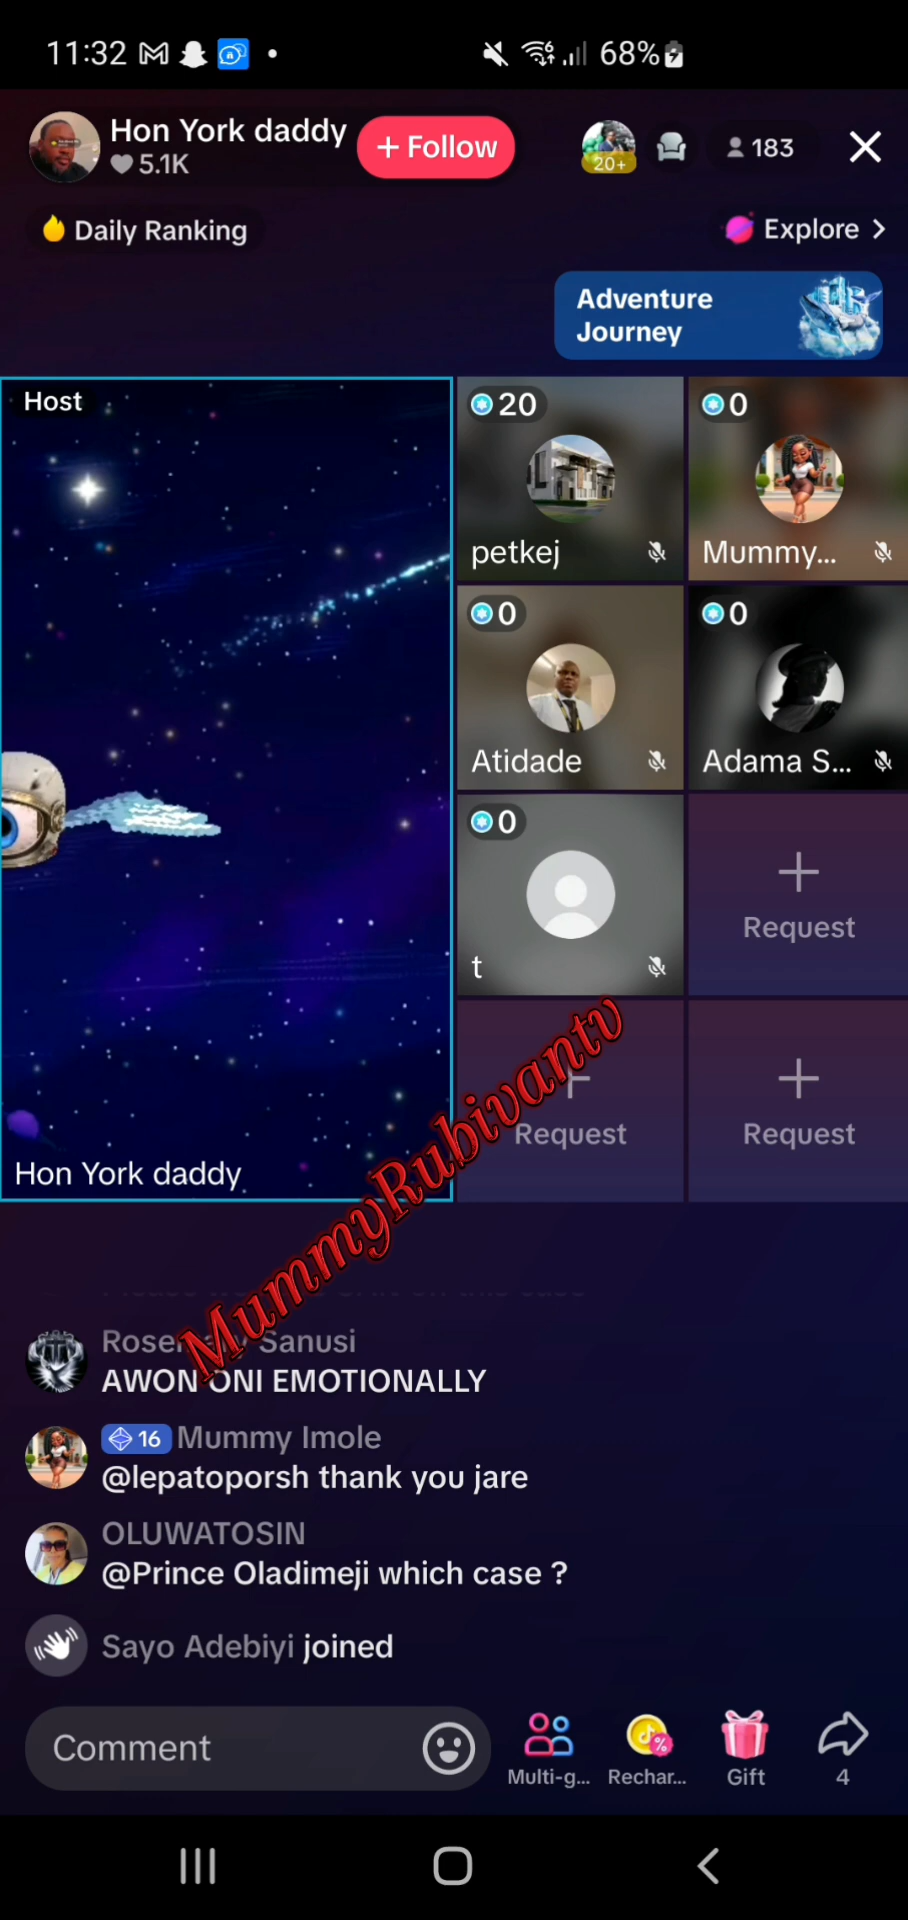 11:32
68%
Hon York daddy
5.1K
+ Follow
20+
183
Daily Ranking
Explore >
Adventure
Journey
Host
20
petkej
0
Mummy...
0
Atidade
0
Adama S...
0
t
Request
Request
Request
Hon York daddy
MummyRubivantv
Sanusi
AWON ONI EMOTIONALLY
16 Mummy Imole
@lepatoporsh thank you jare
OLUWATOSIN
@Prince Oladimeji which case ?
Sayo Adebiyi joined
Comment
Multi-g...
Rechar...
Gift
4